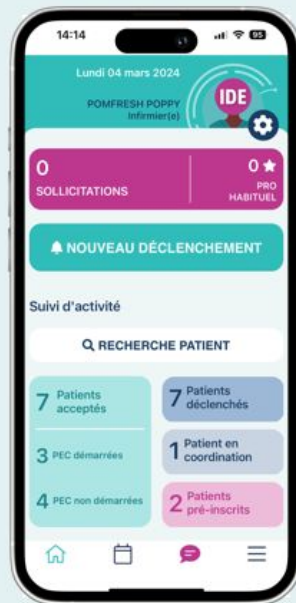 14:14
95
Lundi 04 mars 2024
POMFRESH POPPY
Infirmier(e)
IDE
0
SOLLICITATIONS
0
PRO
HABITUEL
NOUVEAU DÉCLENCHEMENT
Suivi d'activité
RECHERCHE PATIENT
7 Patients
acceptés
3 PEC démarrées
4 PEC non démarrées
7 Patients
déclenchés
1 Patient en
coordination
2 Patients
pré-inscrits